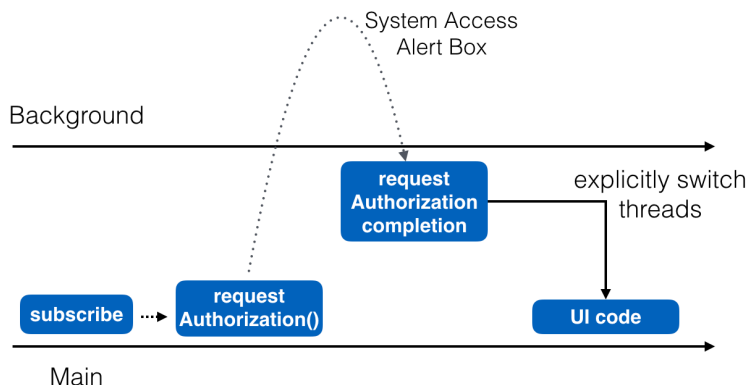 System Access
Alert Box
Background
request
Authorization
completion
explicitly switch
threads
subscribe
request
Authorization()
UI code
Main